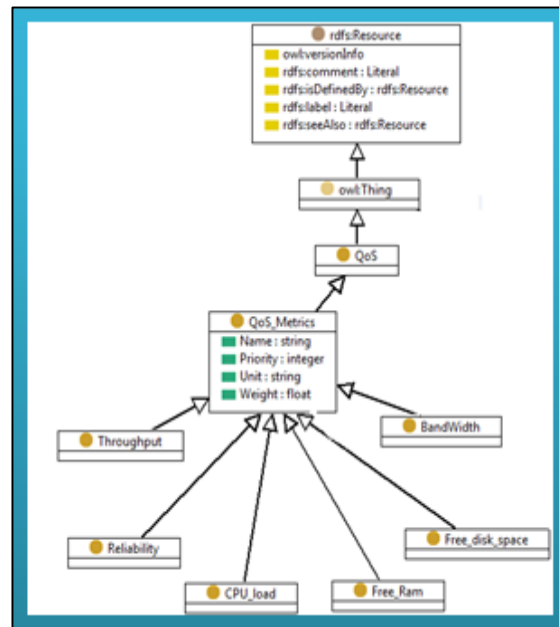 rdfs:Resource
owl:versionInfo
rdfs:comment : Literal
rdfs:isDefinedBy : rdfs:Resource
rdfs:label : Literal
rdfs:seeAlso : rdfs:Resource
owl:Thing
QoS
QoS_Metrics
Name : string
Priority : integer
Unit : string
Weight : float
BandWidth
Throughput
Free_disk_space
Reliability
CPU_load
Free_Ram